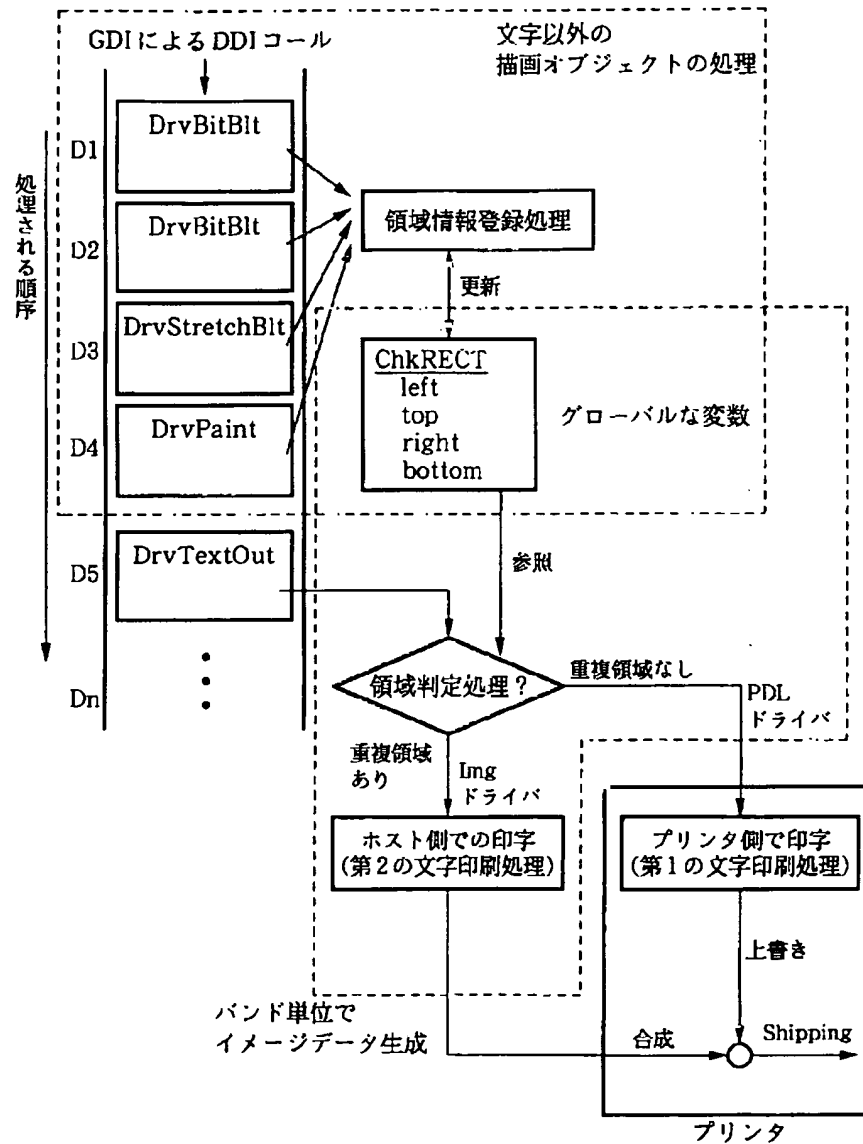 GDIによるDDIコール
文字以外の
描画オブジェクトの処理
処理される順序
D1
DrvBitBlt
D2
DrvBitBlt
領域情報登録処理
更新
D3
DrvStretchBlt
ChkRECT
left
top
right
bottom
グローバルな変数
D4
DrvPaint
D5
DrvTextOut
参照
Dn
領域判定処理?
重複領域なし
PDL
ドライバ
重複領域
あり
Img
ドライバ
ホスト側での印字
(第2の文字印刷処理)
プリンタ側で印字
(第1の文字印刷処理)
上書き
バンド単位で
イメージデータ生成
合成
Shipping
プリンタ